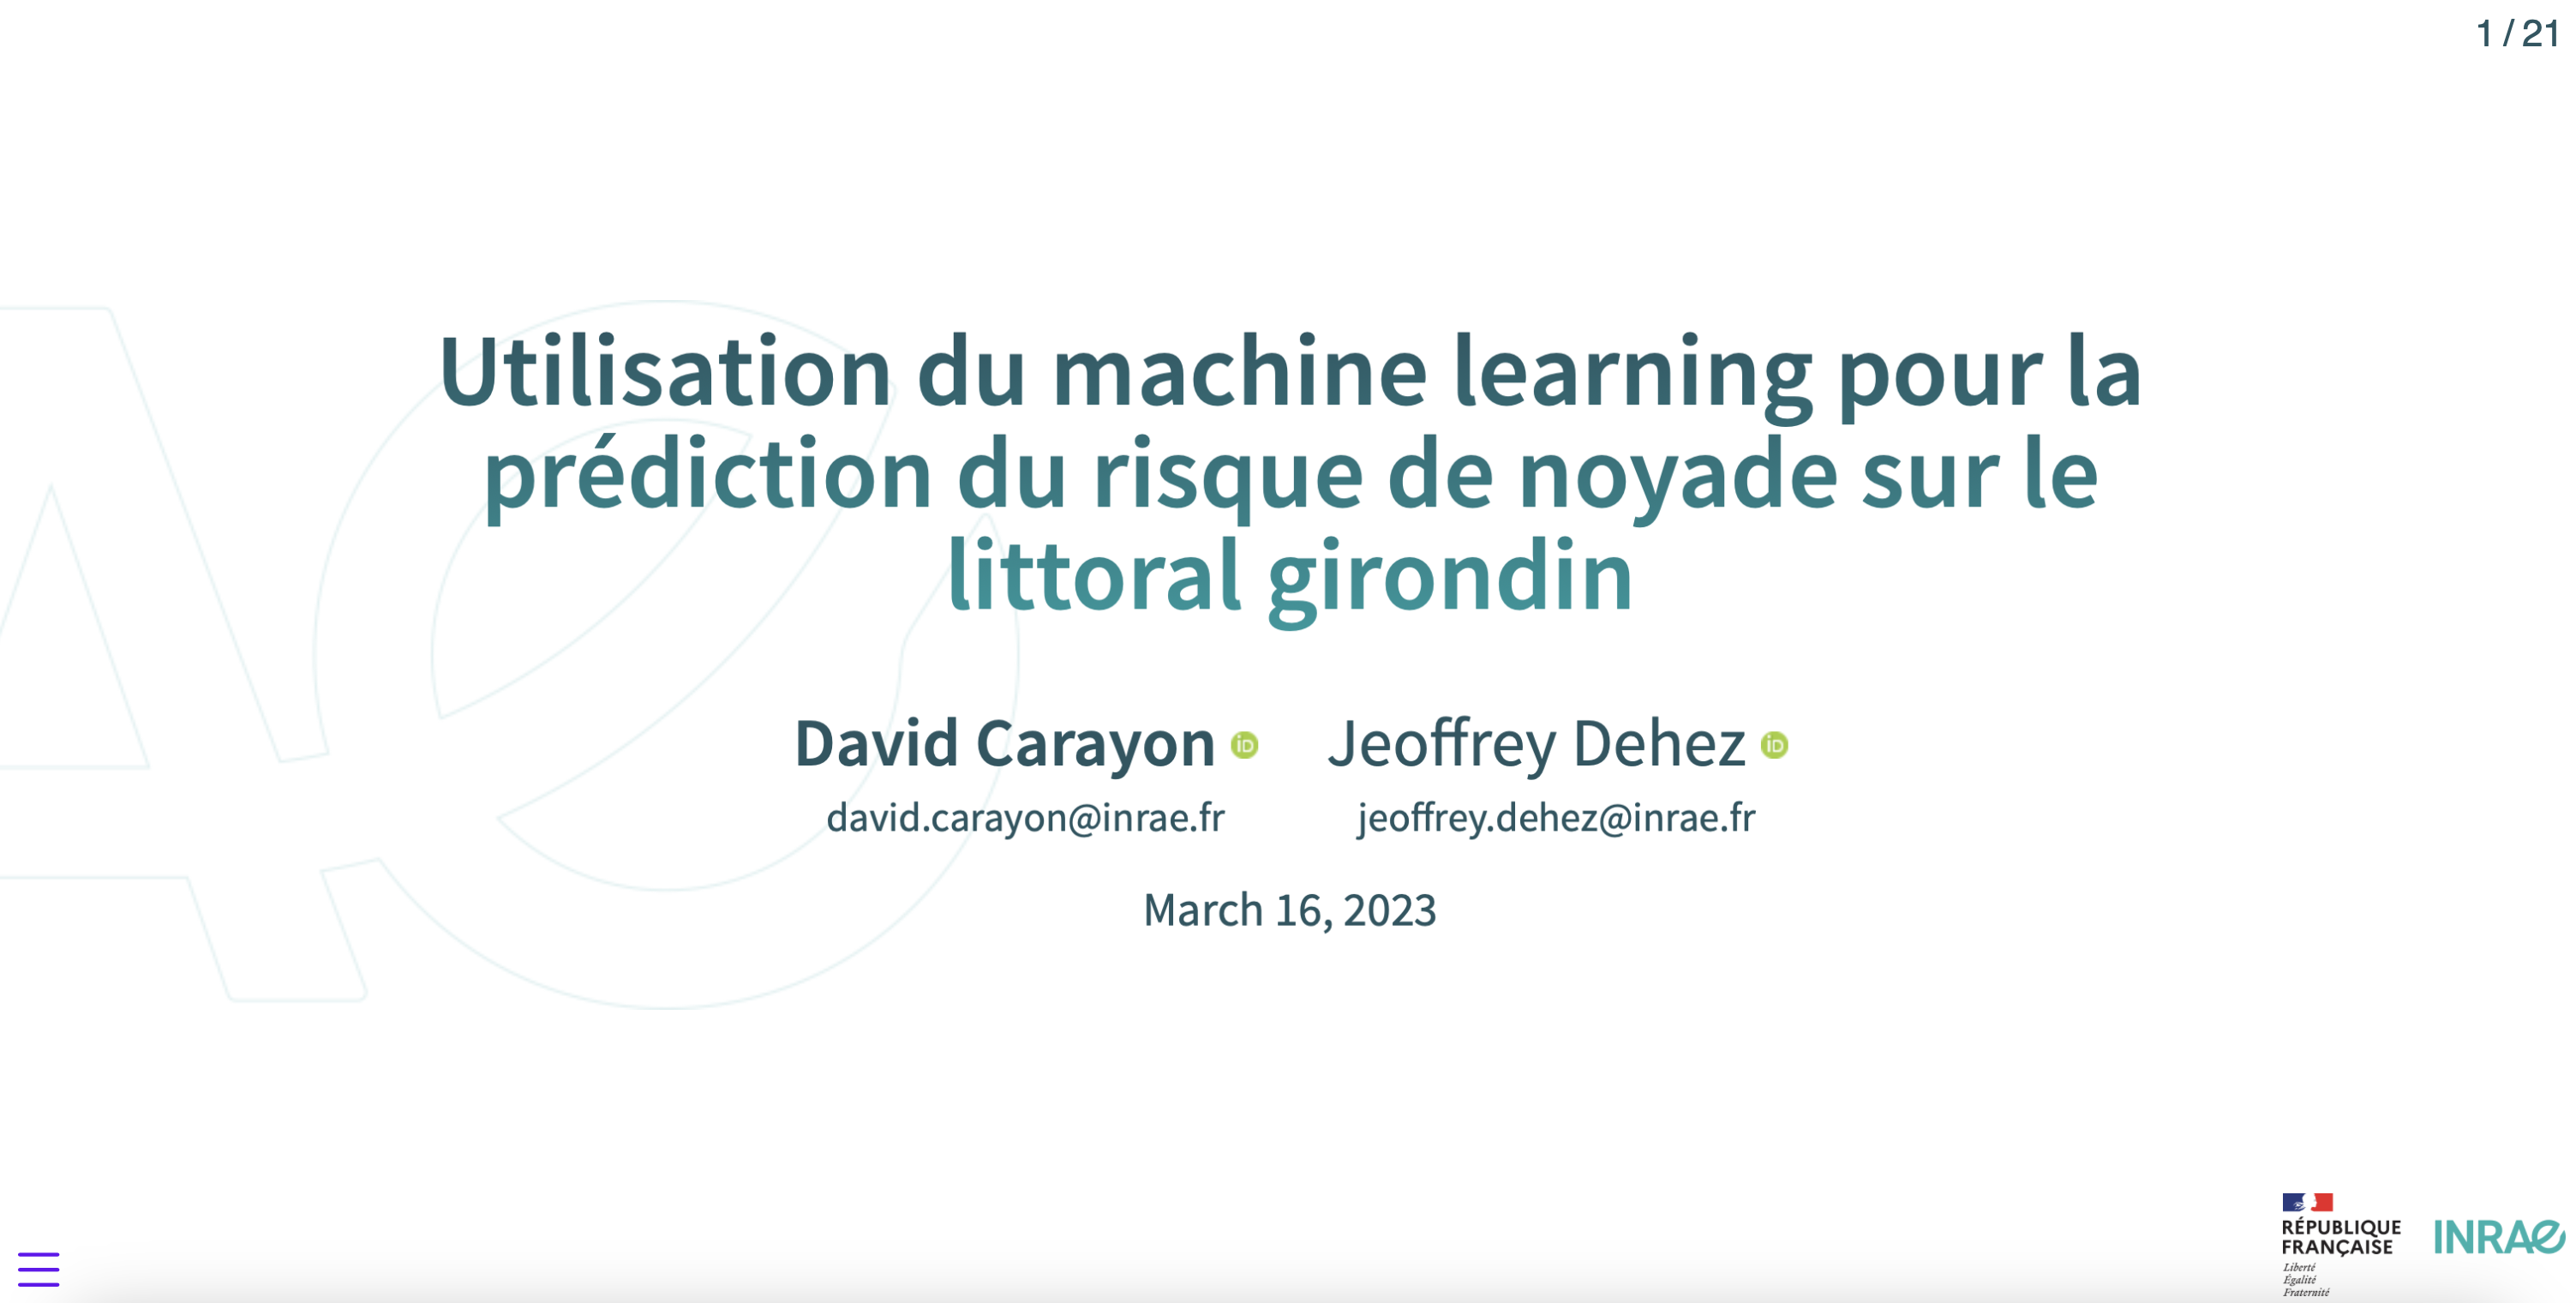 1 / 21
Utilisation du machine learning pour la
prédiction du risque de noyade sur le
littoral girondin
David Carayon iD Jeoffrey Dehez iD
david.carayon@inrae.fr jeoffrey.dehez@inrae.fr
March 16, 2023
RÉPUBLIQUE
FRANÇAISE
Liberté
Égalité
Fraternité
INRAE